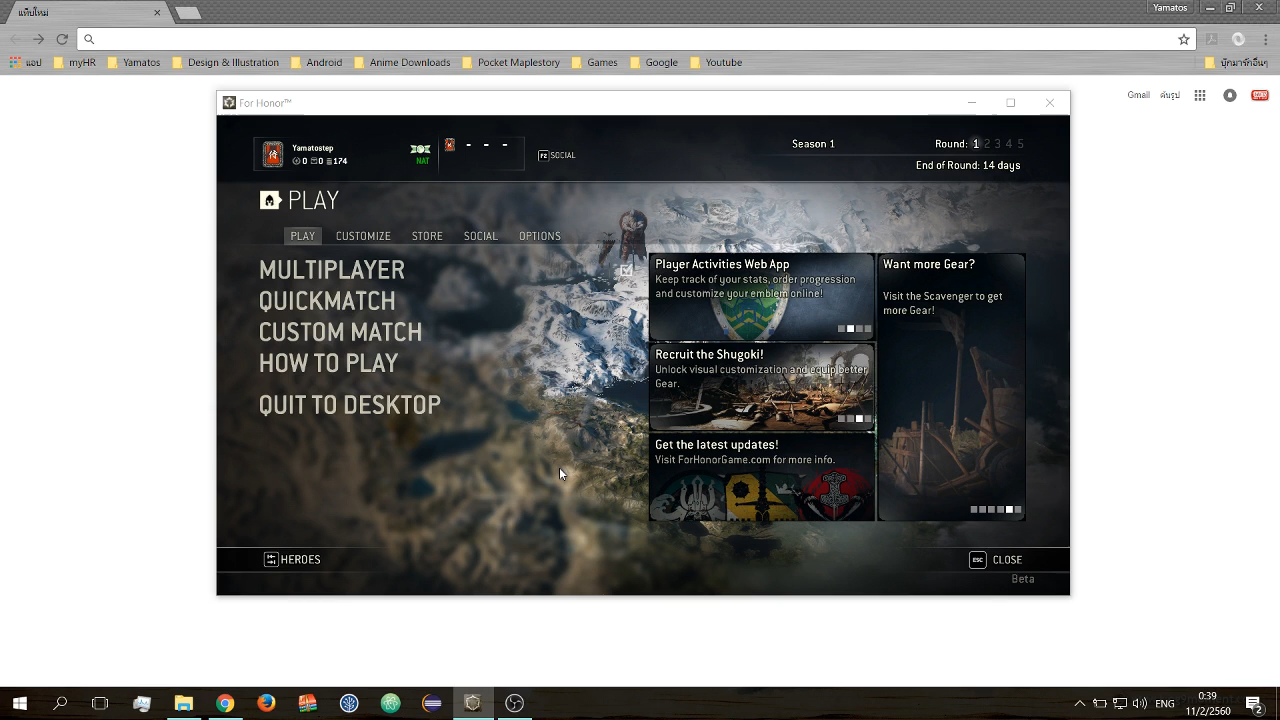 แท็บใหม่
Yamatos
แอป myHR Yamatos Design & Illustration Android Anime Downloads Pocket Maplestory Games Google Youtube บุ๊กมาร์กอื่นๆ
Gmail ค้นรูป
For Honor™
Yamatostep
0 0 174
NAT
- - -
F2 SOCIAL
Season 1
Round: 1 2 3 4 5
End of Round: 14 days
PLAY
PLAY CUSTOMIZE STORE SOCIAL OPTIONS
MULTIPLAYER
QUICKMATCH
CUSTOM MATCH
HOW TO PLAY
QUIT TO DESKTOP
Player Activities Web App
Keep track of your stats, order progression
and customize your emblem online!
Recruit the Shugoki!
Unlock visual customization and equip better
Gear.
Get the latest updates!
Visit ForHonorGame.com for more info.
Want more Gear?
Visit the Scavenger to get
more Gear!
HEROES
ESC CLOSE
Beta
ENG
0:39
11/2/2560
2